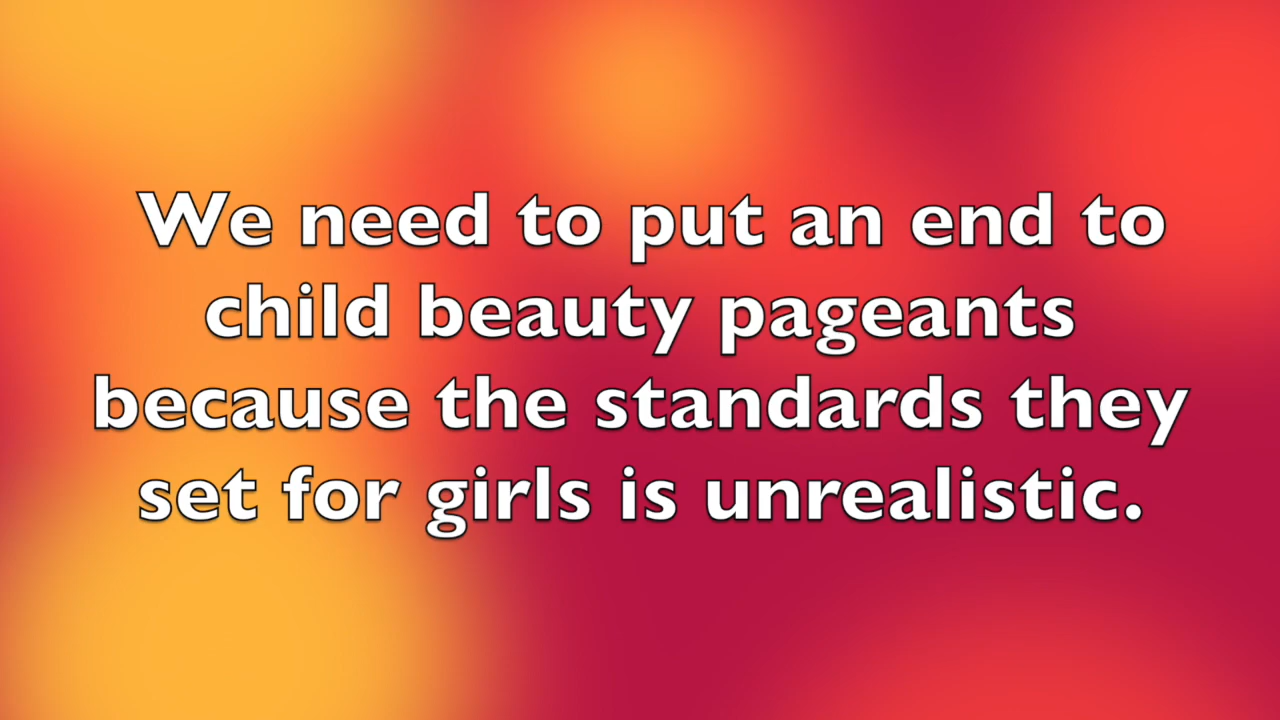 We need to put an end to
child beauty pageants
because the standards they
set for girls is unrealistic.